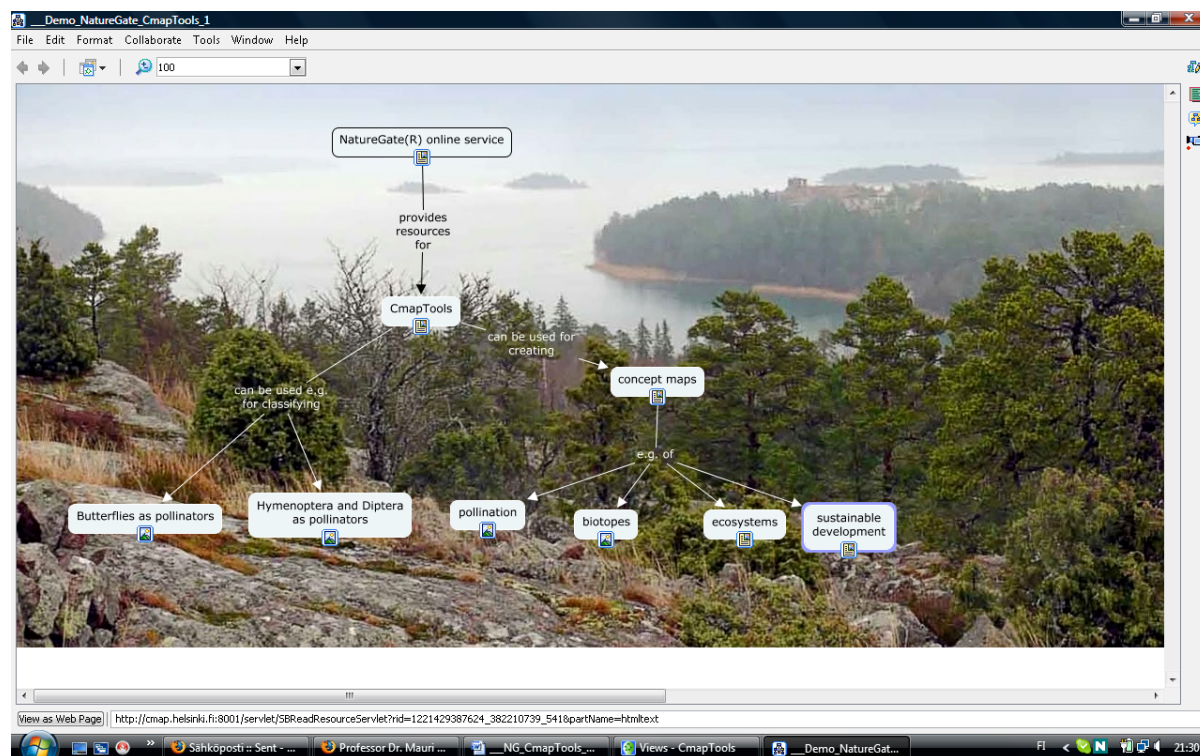 __Demo_NatureGate_CmapTools_1
File Edit Format Collaborate Tools Window Help
100
NatureGate(R) online service
provides
resources
for
CmapTools
can be used for
creating
concept maps
can be used e.g.
for classifying
e.g. of
Butterflies as pollinators
Hymenoptera and Diptera
as pollinators
pollination
biotopes
ecosystems
sustainable
development
View as Web Page
http://cmap.helsinki.fi:8001/servlet/SBReadResourceServlet?rid=1221429387624_382210739_541&partName=htmltext
Sähköposti :: Sent - ...
Professor Dr. Mauri ...
__NG_CmapTools_...
Views - CmapTools
__Demo_NatureGat...
FI
21:30